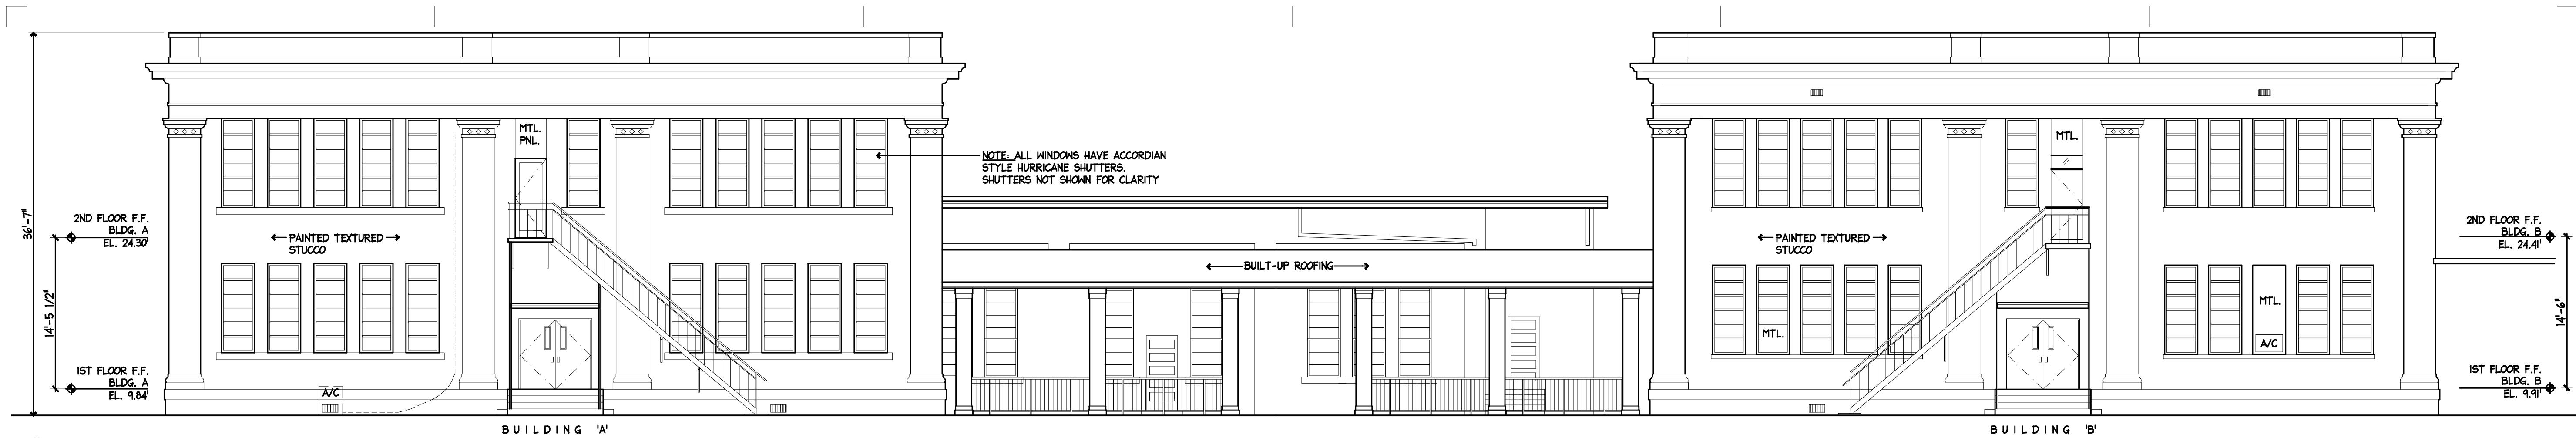 36'-7"
2ND FLOOR F.F.
BLDG. A
EL. 24.30'
14'-5 1/2"
1ST FLOOR F.F.
BLDG. A
EL. 9.84'
MTL.
PNL.
PAINTED TEXTURED
STUCCO
A/C
BUILDING 'A'
NOTE: ALL WINDOWS HAVE ACCORDIAN
STYLE HURRICANE SHUTTERS.
SHUTTERS NOT SHOWN FOR CLARITY
BUILT-UP ROOFING
MTL.
PAINTED TEXTURED
STUCCO
MTL.
MTL.
A/C
BUILDING 'B'
2ND FLOOR F.F.
BLDG. B
EL. 24.41'
14'-6"
1ST FLOOR F.F.
BLDG. B
EL. 9.91'